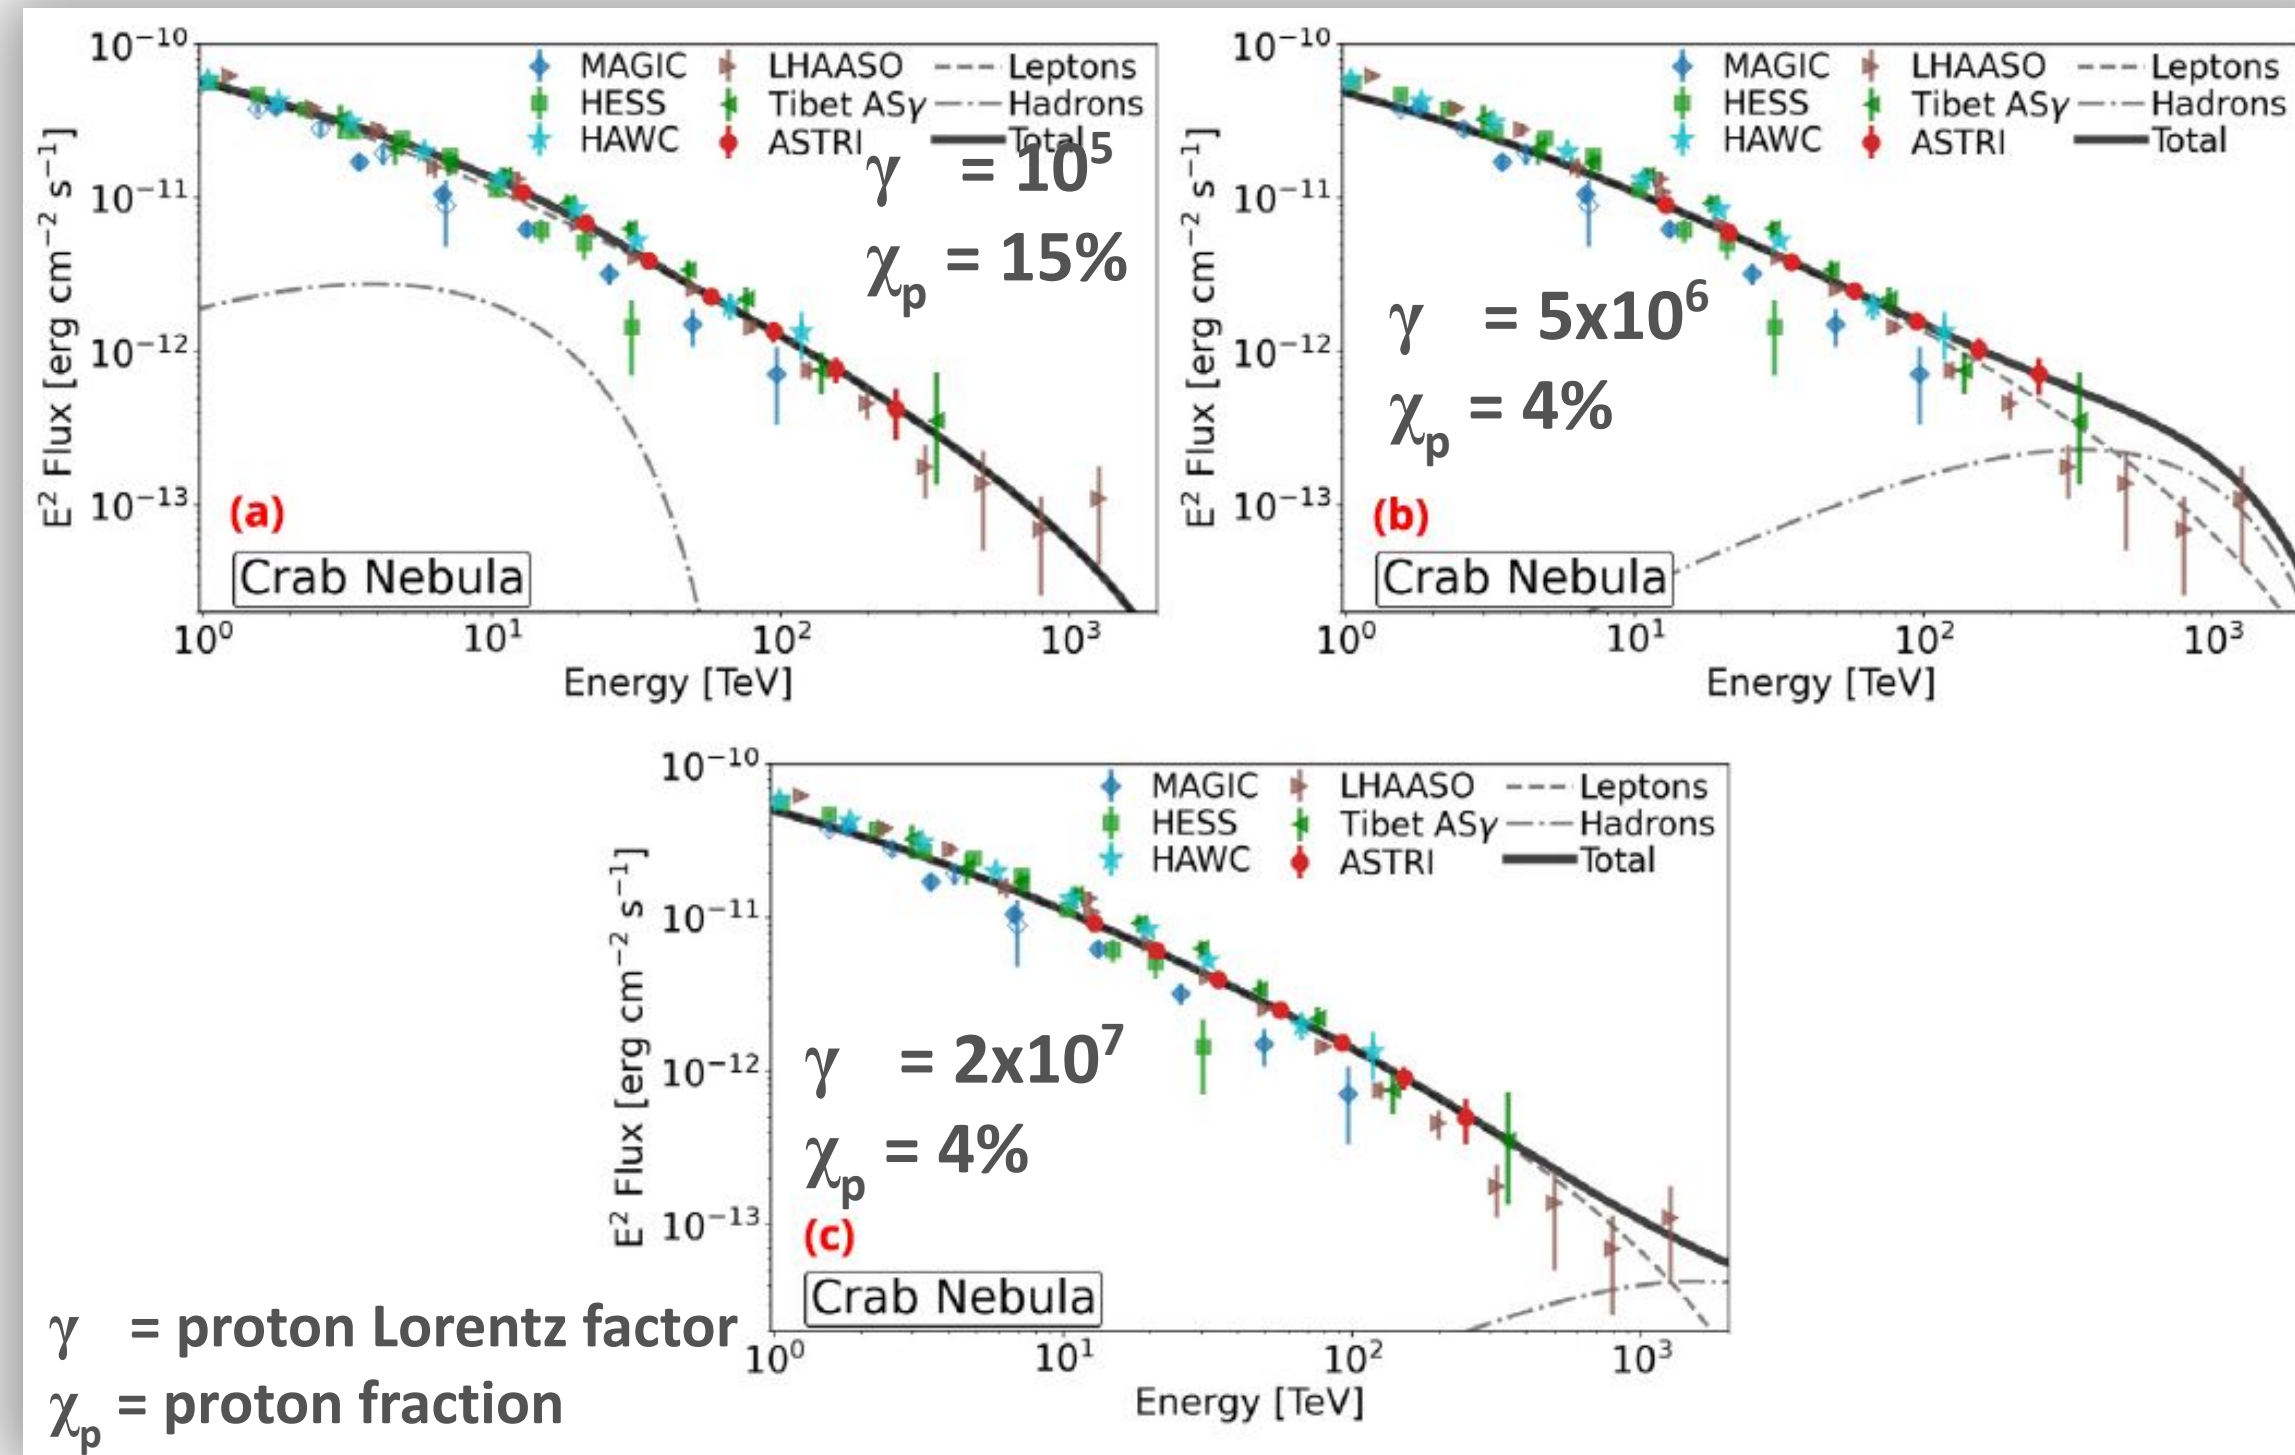 MAGIC LHAASO Leptons
HESS Tibet ASγ Hadrons
HAWC ASTRI Total
γ = 10⁵
χₚ = 15%
E² Flux [erg cm⁻² s⁻¹]
10⁻¹⁰
10⁻¹¹
10⁻¹²
10⁻¹³
(a)
Crab Nebula
10⁰ 10¹ 10² 10³
Energy [TeV]
MAGIC LHAASO Leptons
HESS Tibet ASγ Hadrons
HAWC ASTRI Total
γ = 5x10⁶
χₚ = 4%
E² Flux [erg cm⁻² s⁻¹]
10⁻¹⁰
10⁻¹¹
10⁻¹²
10⁻¹³
(b)
Crab Nebula
10⁰ 10¹ 10² 10³
Energy [TeV]
MAGIC LHAASO Leptons
HESS Tibet ASγ Hadrons
HAWC ASTRI Total
γ = 2x10⁷
χₚ = 4%
E² Flux [erg cm⁻² s⁻¹]
10⁻¹⁰
10⁻¹¹
10⁻¹²
10⁻¹³
(c)
Crab Nebula
10⁰ 10¹ 10² 10³
Energy [TeV]
γ = proton Lorentz factor
χₚ = proton fraction